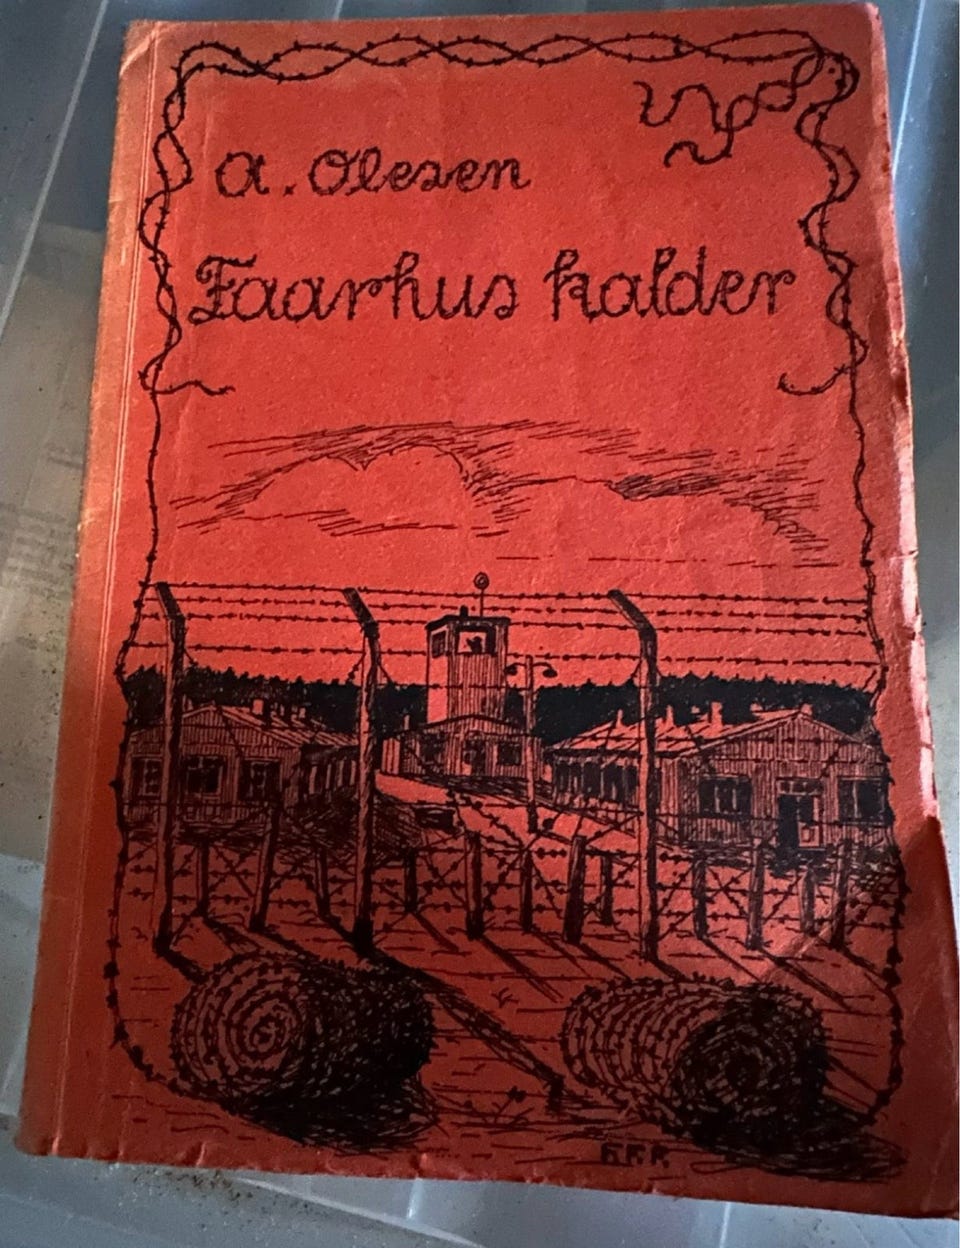 A. Olesen
Faarhus kalder